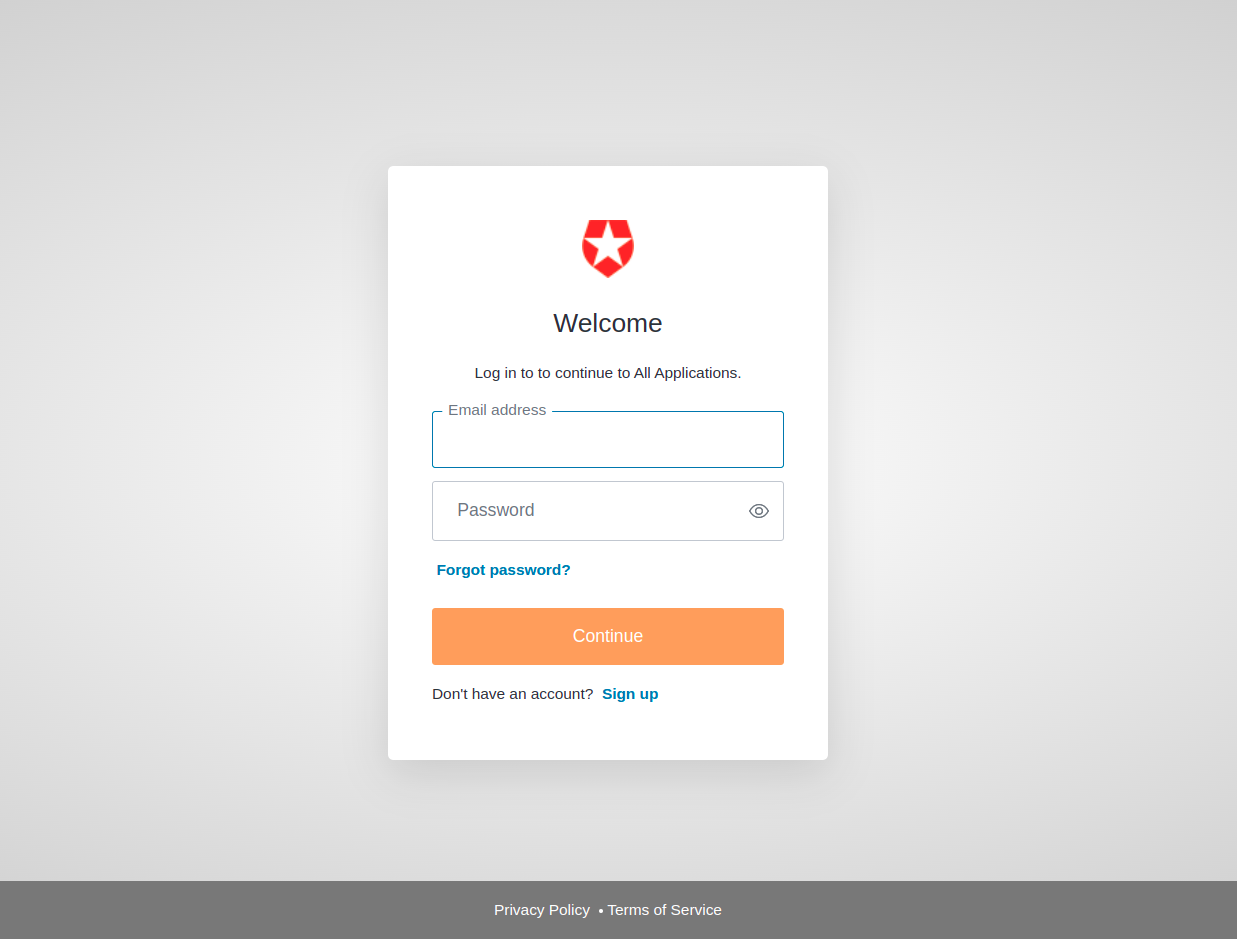 Welcome
Log in to to continue to All Applications.
Email address
Password
Forgot password?
Continue
Don't have an account? Sign up
Privacy Policy • Terms of Service